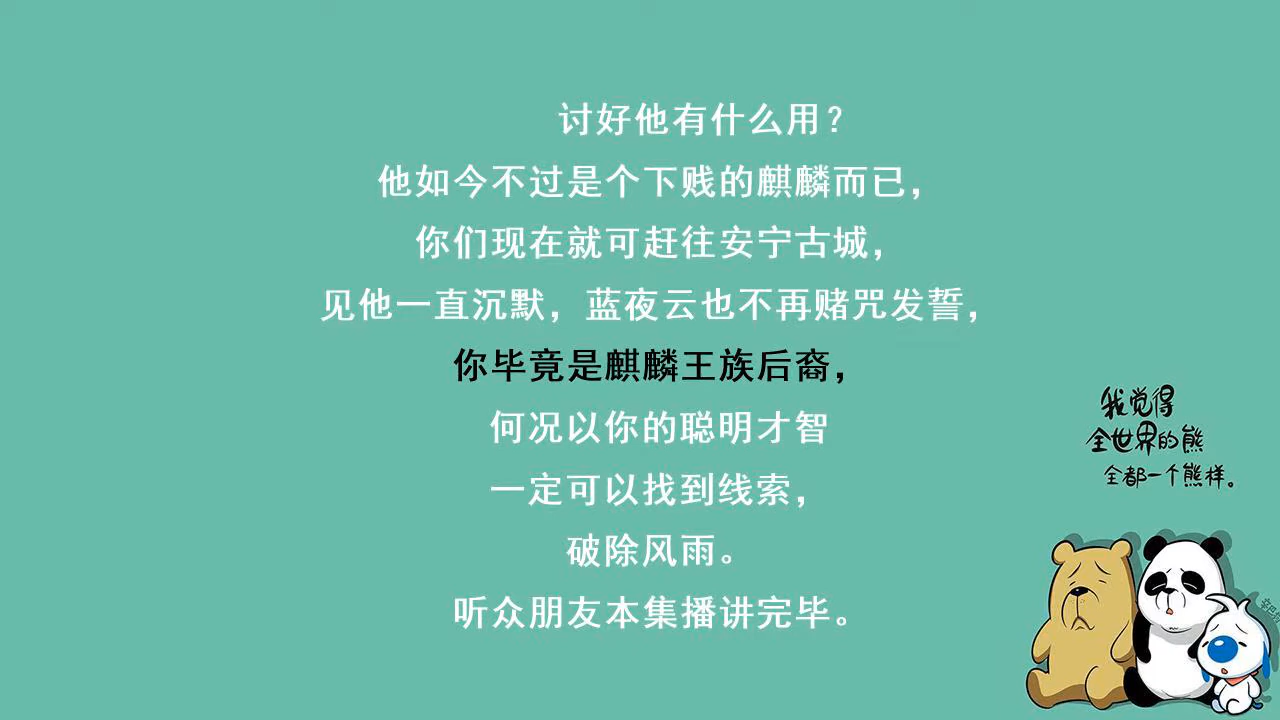 讨好他有什么用？
他如今不过是个下贱的麒麟而已，
你们现在就可赶往安宁古城，
见他一直沉默，蓝夜云也不再赌咒发誓，
你毕竟是麒麟王族后裔，
何况以你的聪明才智
一定可以找到线索，
破除风雨。
听众朋友本集播讲完毕。
我觉得
全世界的熊
全都一个熊样。